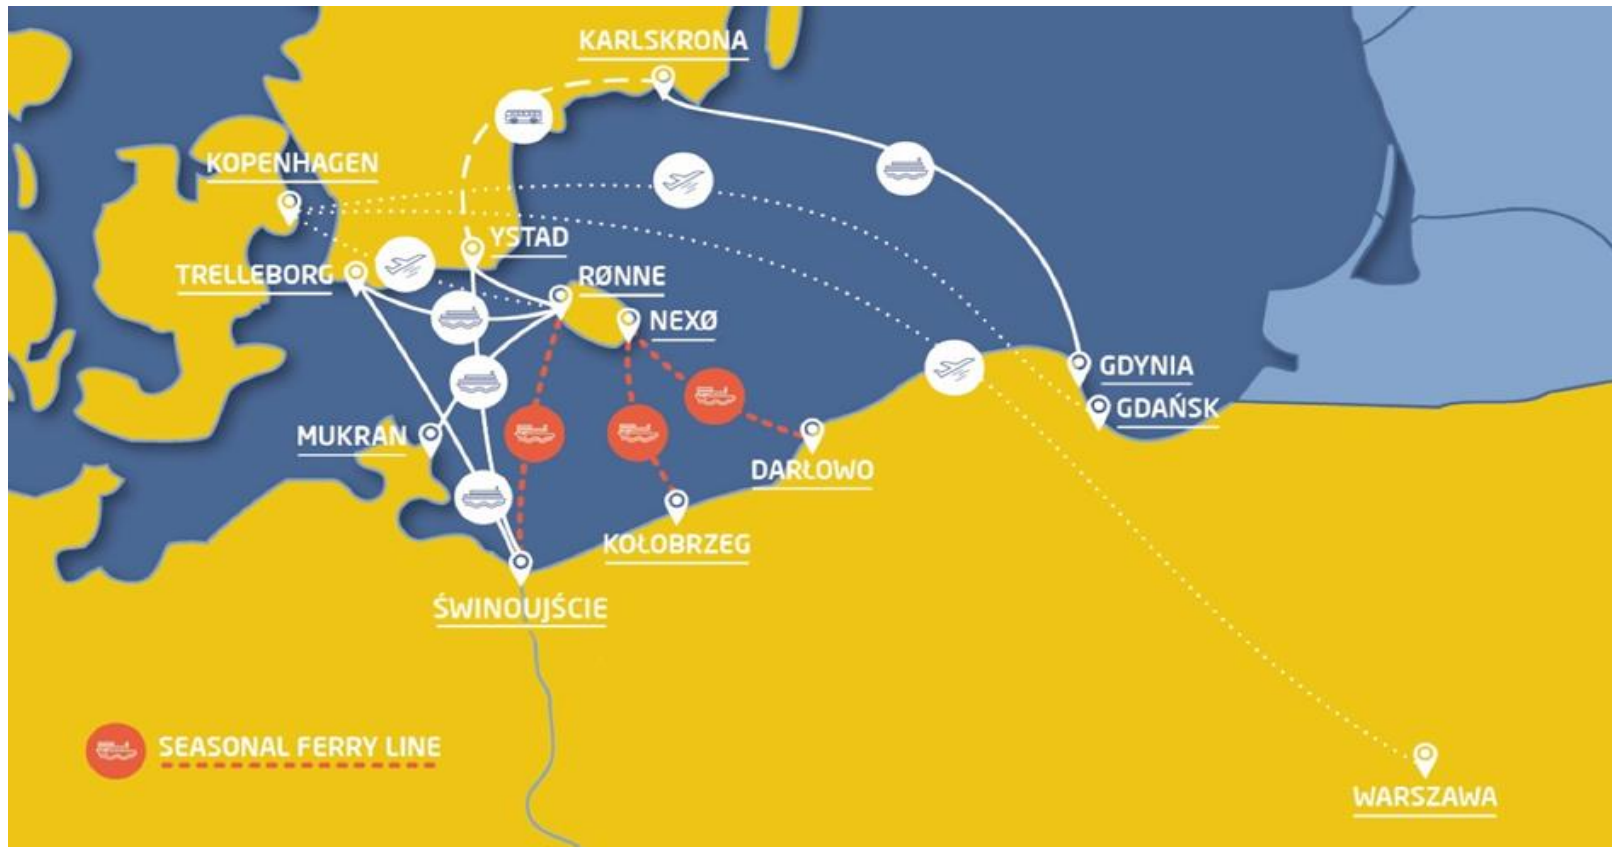 KARLSKRONA
KOPENHAGEN
YSTAD
TRELLEBORG
RØNNE
NEXØ
GDYNIA
GDAŃSK
MUKRAN
DARŁOWO
KOŁOBRZEG
ŚWINOUJŚCIE
SEASONAL FERRY LINE
WARSZAWA